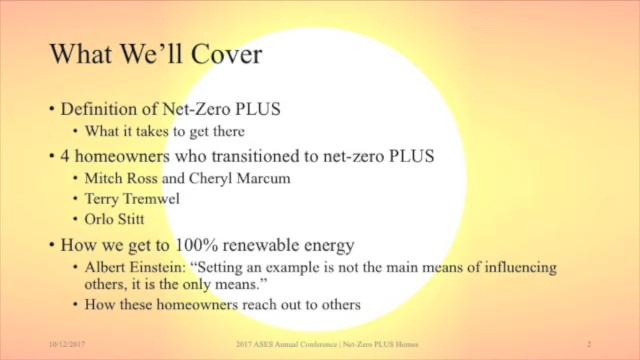 What We’ll Cover
• Definition of Net-Zero PLUS
• What it takes to get there
• 4 homeowners who transitioned to net-zero PLUS
• Mitch Ross and Cheryl Marcum
• Terry Tremwel
• Orlo Stitt
• How we get to 100% renewable energy
• Albert Einstein: “Setting an example is not the main means of influencing
others, it is the only means.”
• How these homeowners reach out to others
10/12/2017 2017 ASES Annual Conference | Net-Zero PLUS Homes 2